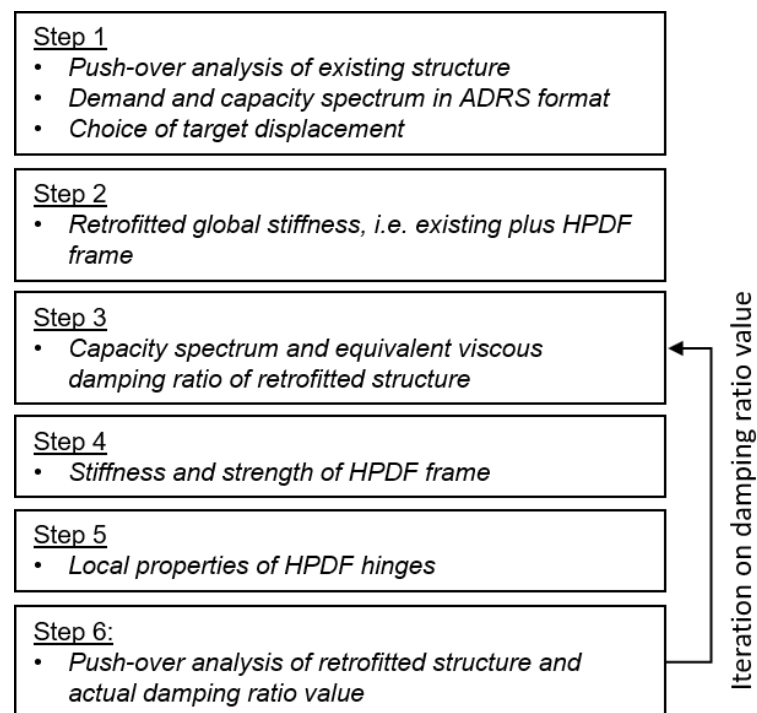 Step 1
• Push-over analysis of existing structure
• Demand and capacity spectrum in ADRS format
• Choice of target displacement
Step 2
• Retrofitted global stiffness, i.e. existing plus HPDF
frame
Step 3
• Capacity spectrum and equivalent viscous
damping ratio of retrofitted structure
Step 4
• Stiffness and strength of HPDF frame
Step 5
• Local properties of HPDF hinges
Step 6:
• Push-over analysis of retrofitted structure and
actual damping ratio value
Iteration on damping ratio value